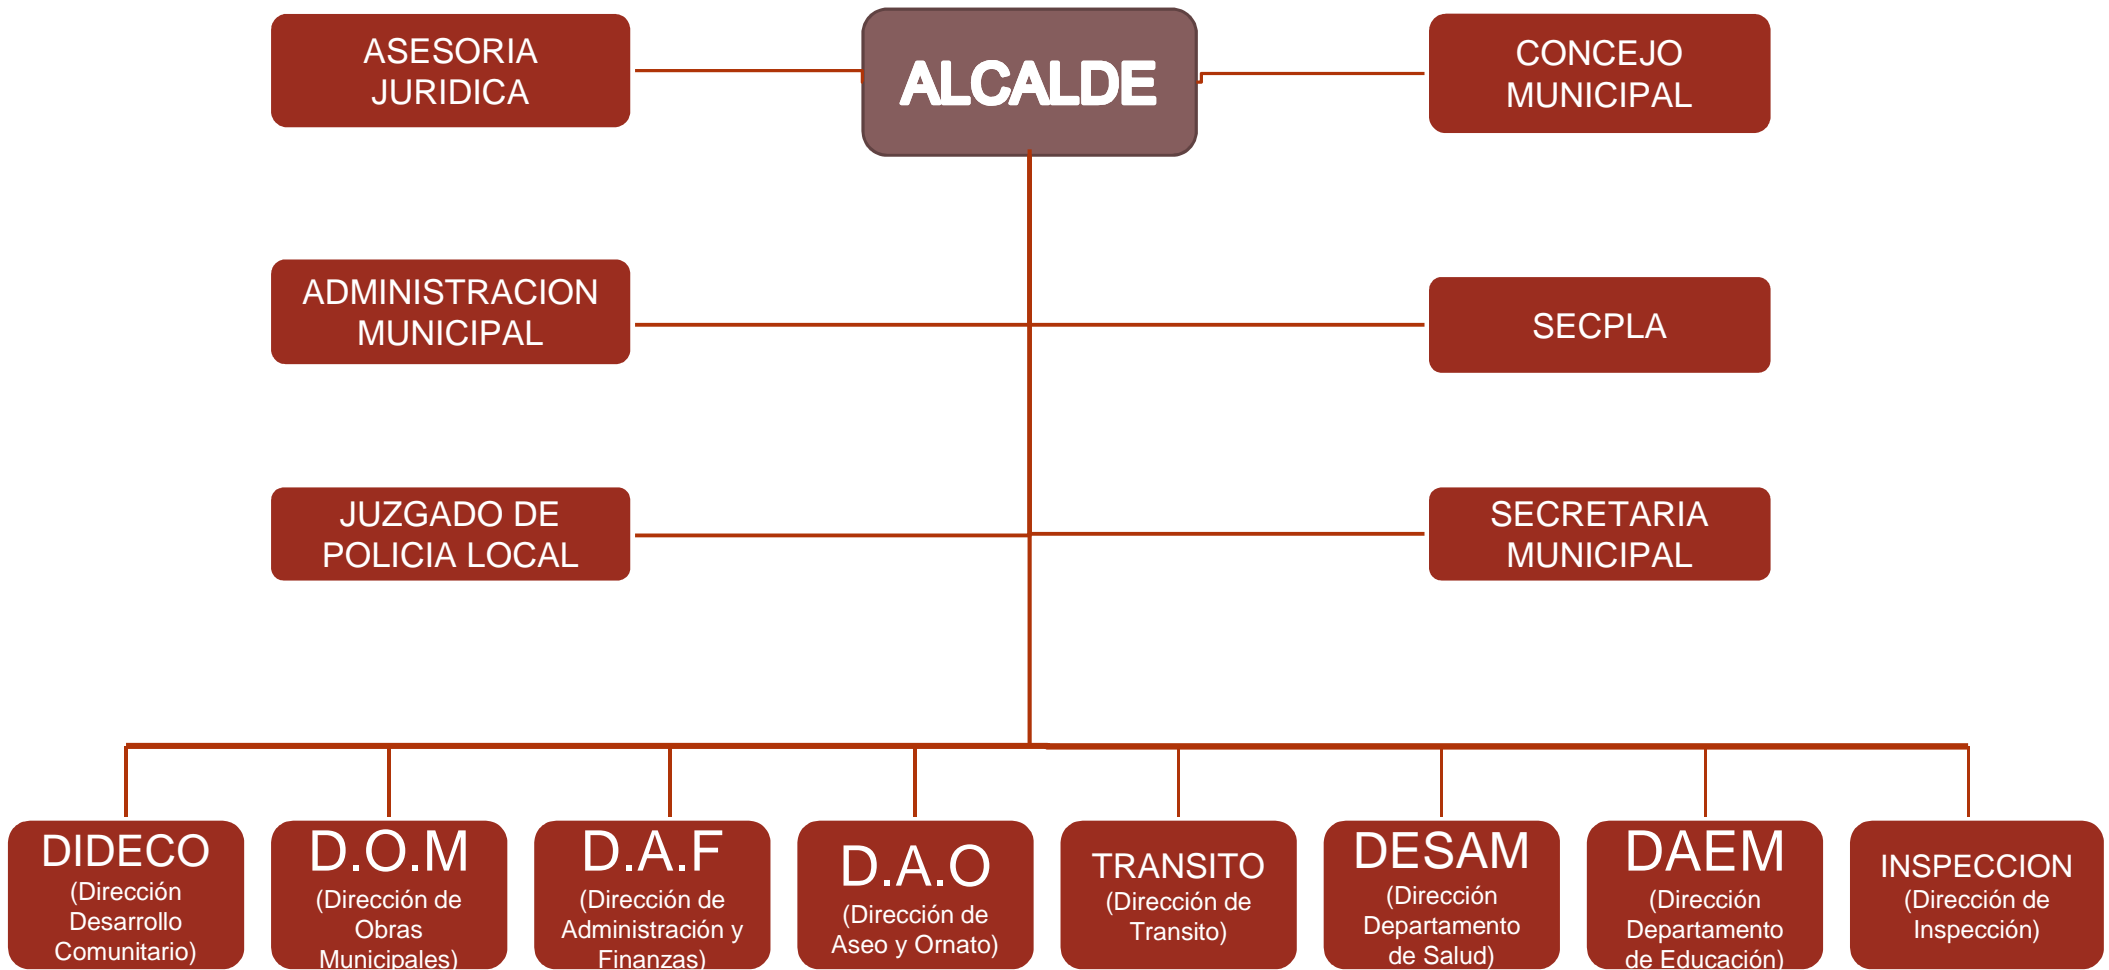 ASESORIA
JURIDICA
ALCALDE
CONCEJO
MUNICIPAL
ADMINISTRACION
MUNICIPAL
SECPLA
JUZGADO DE
POLICIA LOCAL
SECRETARIA
MUNICIPAL
DIDECO
(Dirección
Desarrollo
Comunitario)
D.O.M
(Dirección de
Obras
Municipales)
D.A.F
(Dirección de
Administración y
Finanzas)
D.A.O
(Dirección de
Aseo y Ornato)
TRANSITO
(Dirección de
Transito)
DESAM
(Dirección
Departamento
de Salud)
DAEM
(Dirección
Departamento
de Educación)
INSPECCION
(Dirección de
Inspección)